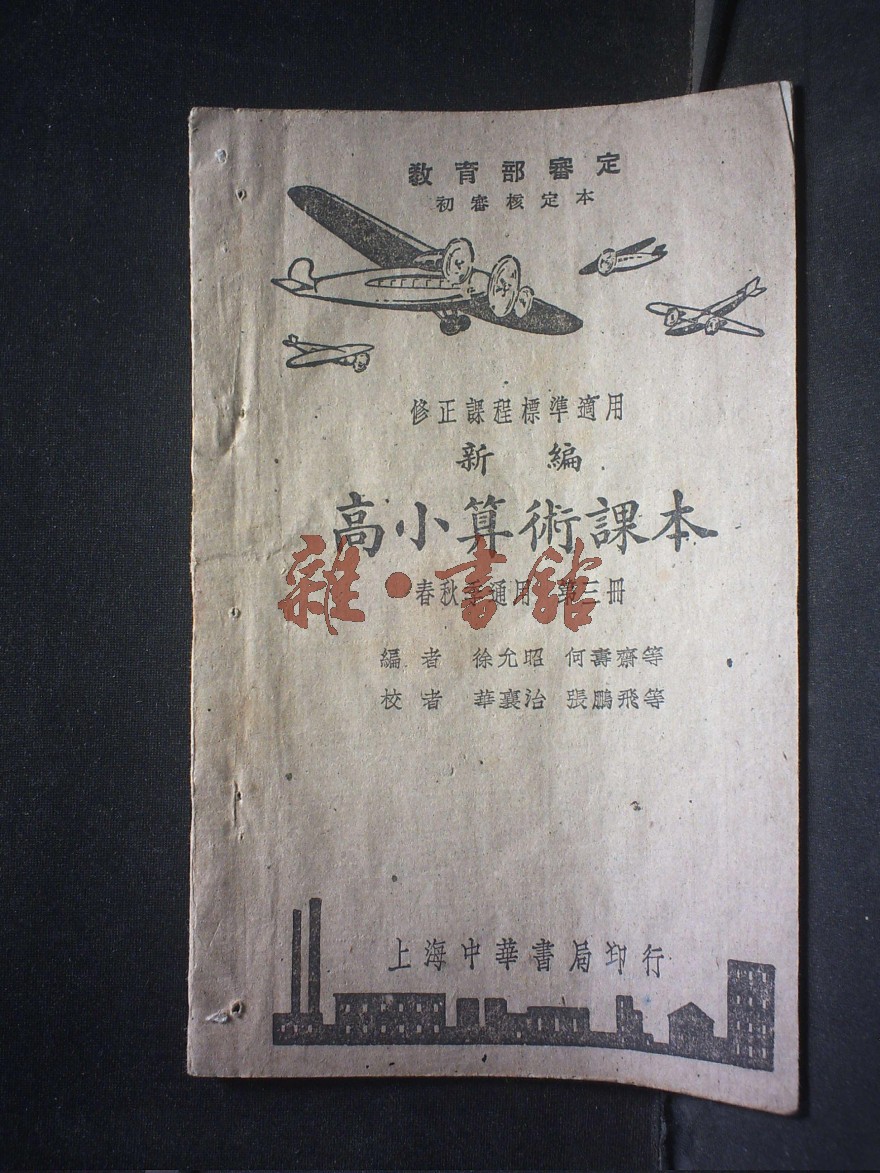 教育部審定
初審核定本
修正課程標準適用
新編
高小算術課本
雜·書館
春秋季通用 第三冊
編者 徐允昭 何壽齋等
校者 華襄治 張鵬飛等
上海中華書局印行